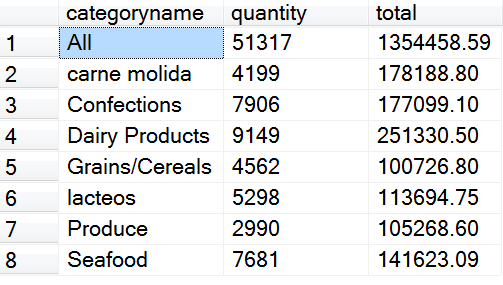 categoryname quantity total
1 All 51317 1354458.59
2 carne molida 4199 178188.80
3 Confections 7906 177099.10
4 Dairy Products 9149 251330.50
5 Grains/Cereals 4562 100726.80
6 lacteos 5298 113694.75
7 Produce 2990 105268.60
8 Seafood 7681 141623.09